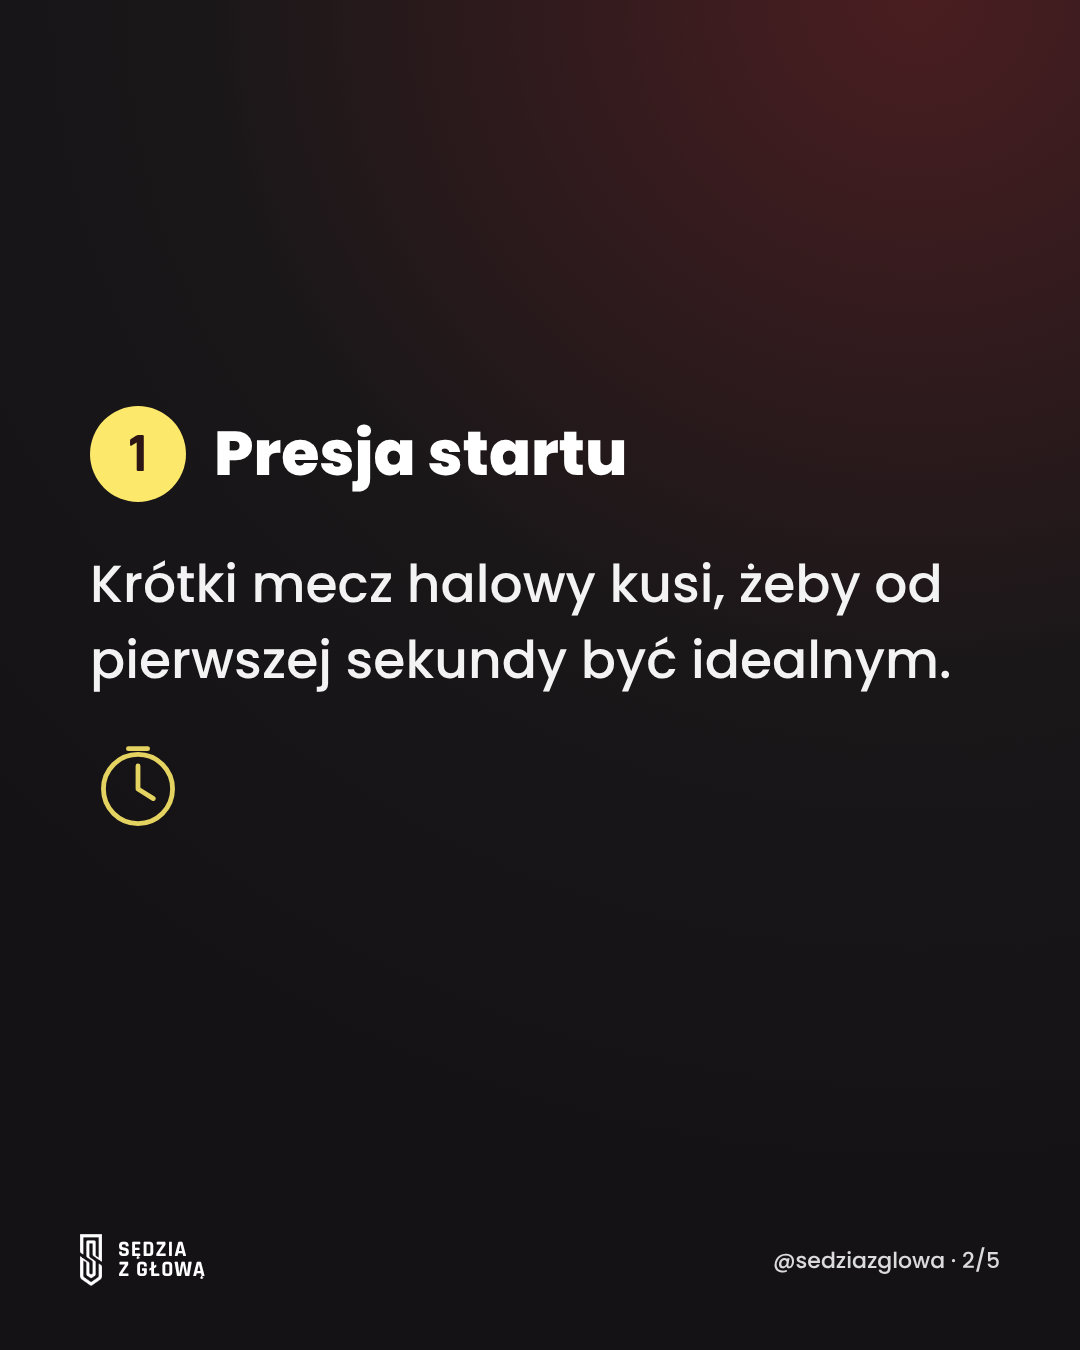 1 Presja startu
Krótki mecz halowy kusi, żeby od
pierwszej sekundy być idealnym.
SĘDZIA
Z GŁOWĄ
@sedziazglowa · 2/5